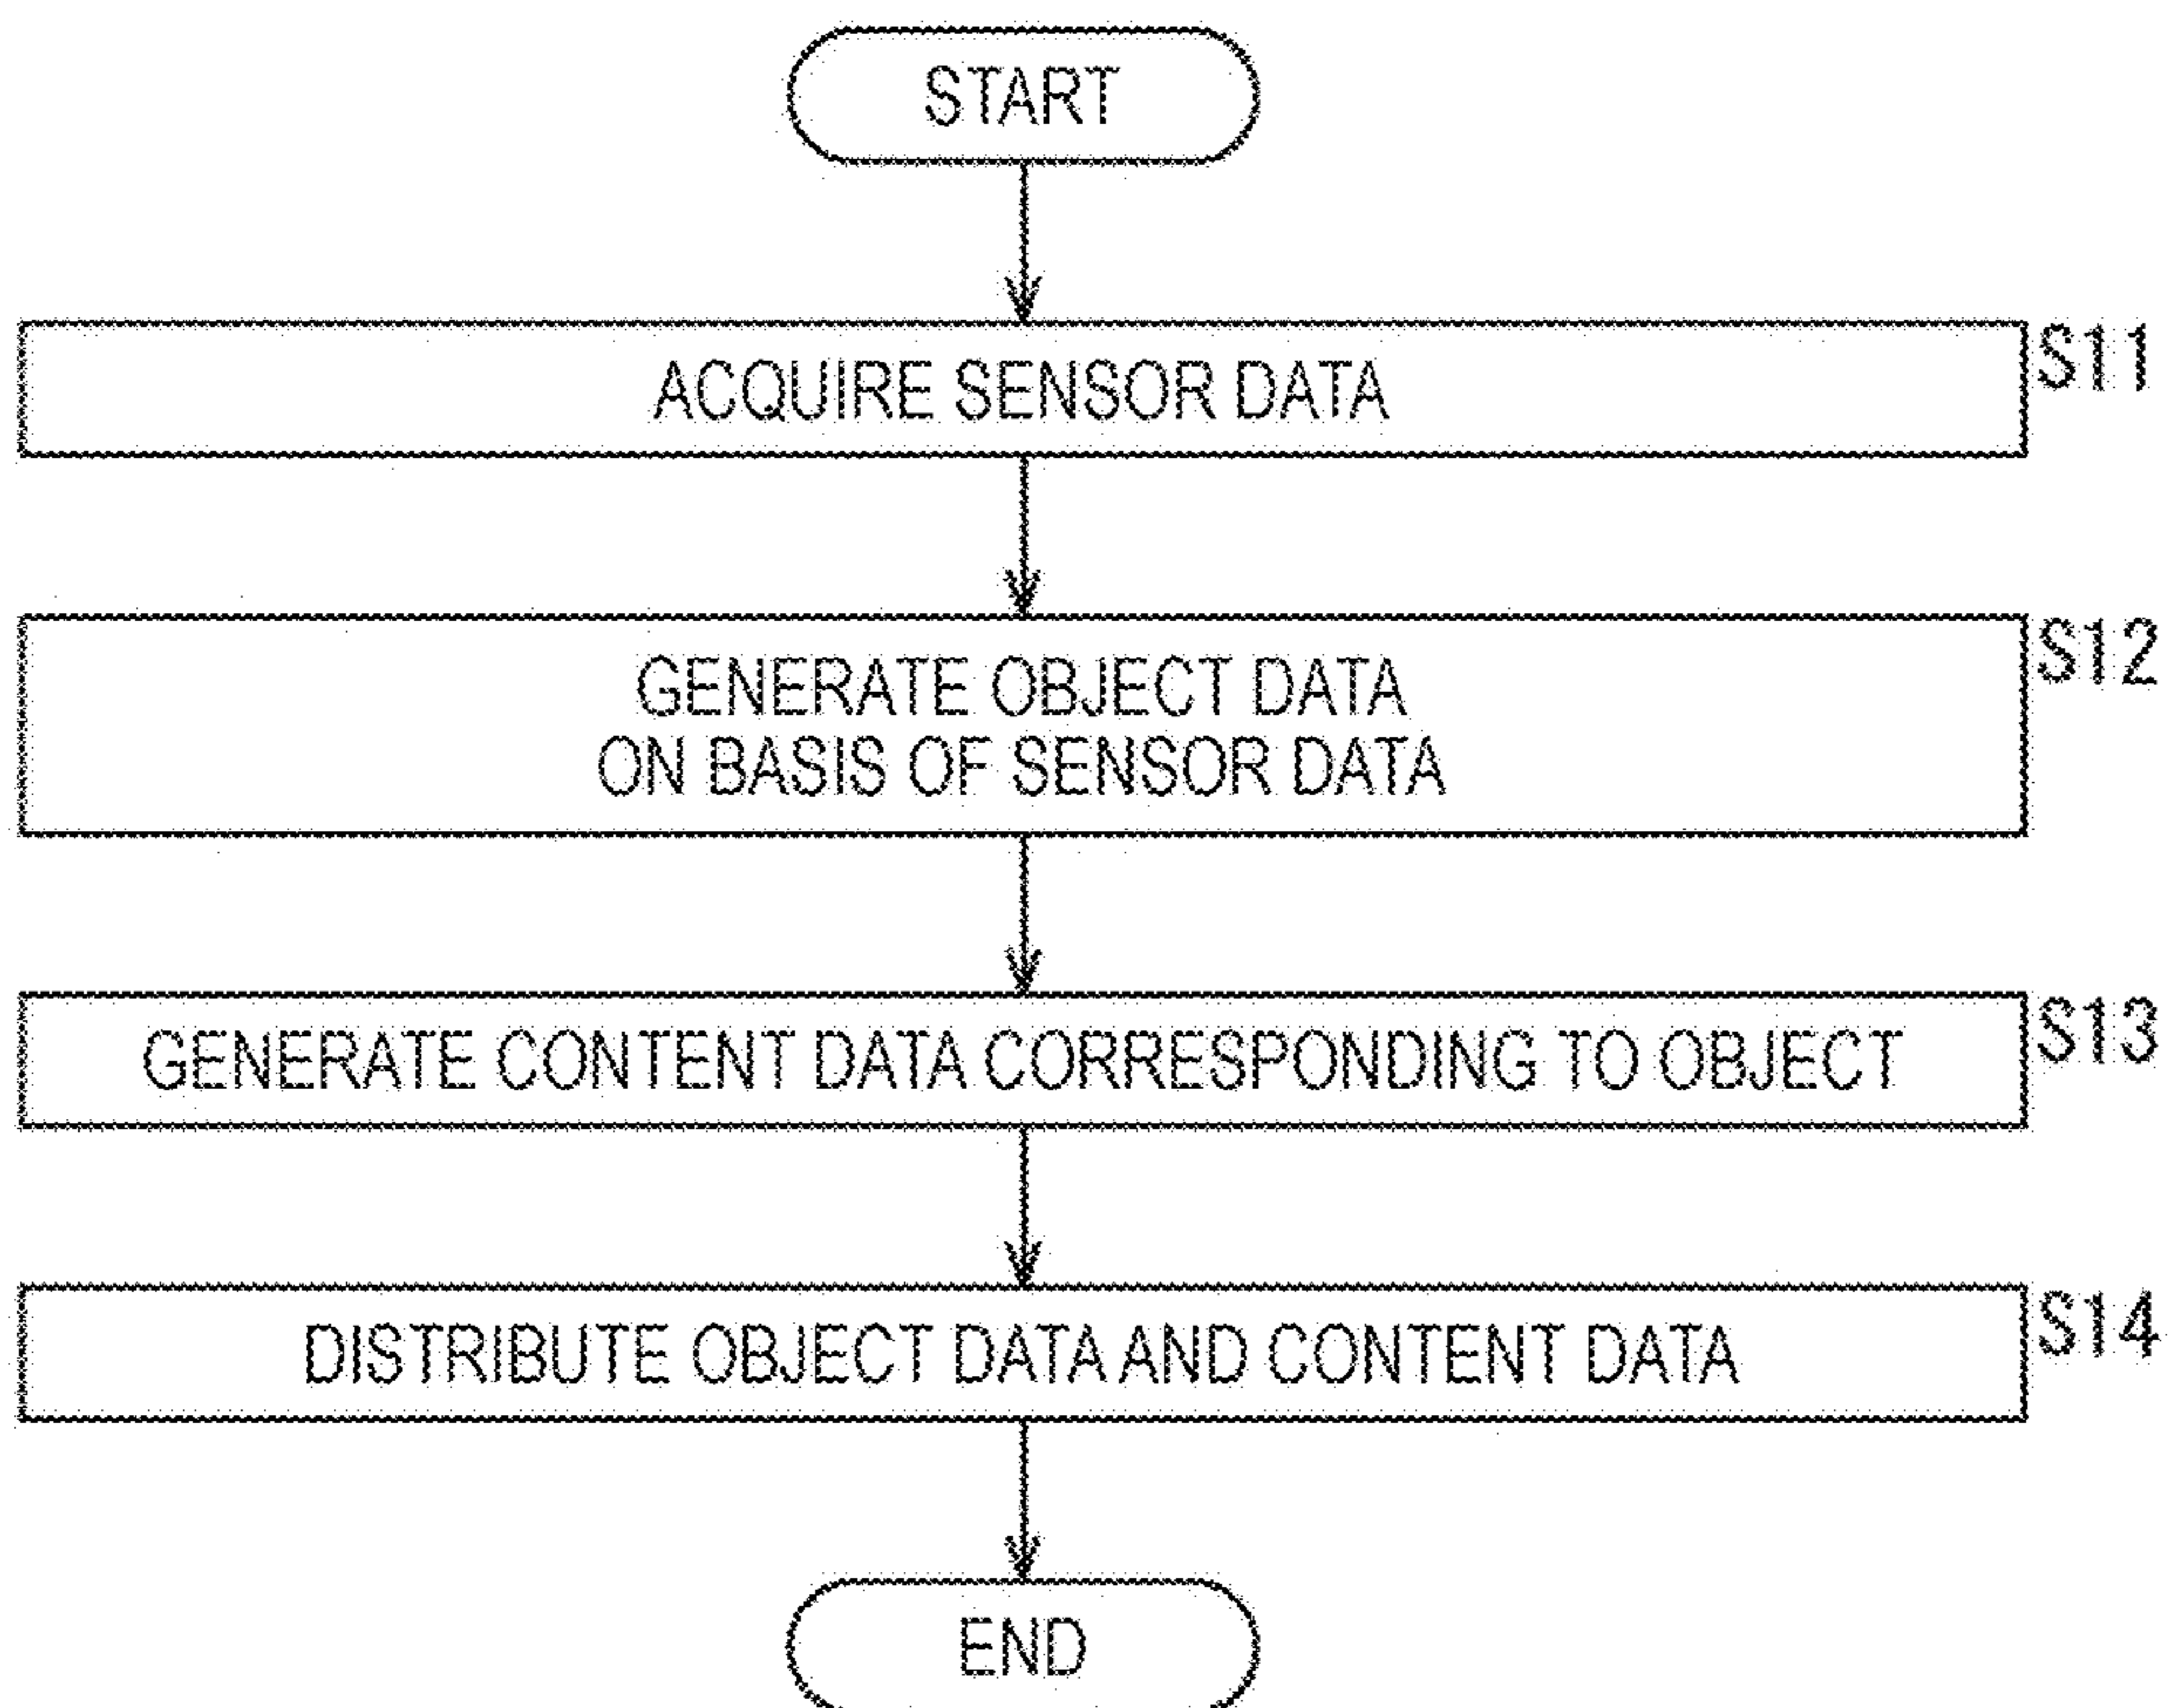 START
ACQUIRE SENSOR DATA
S11
GENERATE OBJECT DATA
ON BASIS OF SENSOR DATA
S12
GENERATE CONTENT DATA CORRESPONDING TO OBJECT
S13
DISTRIBUTE OBJECT DATA AND CONTENT DATA
S14
END